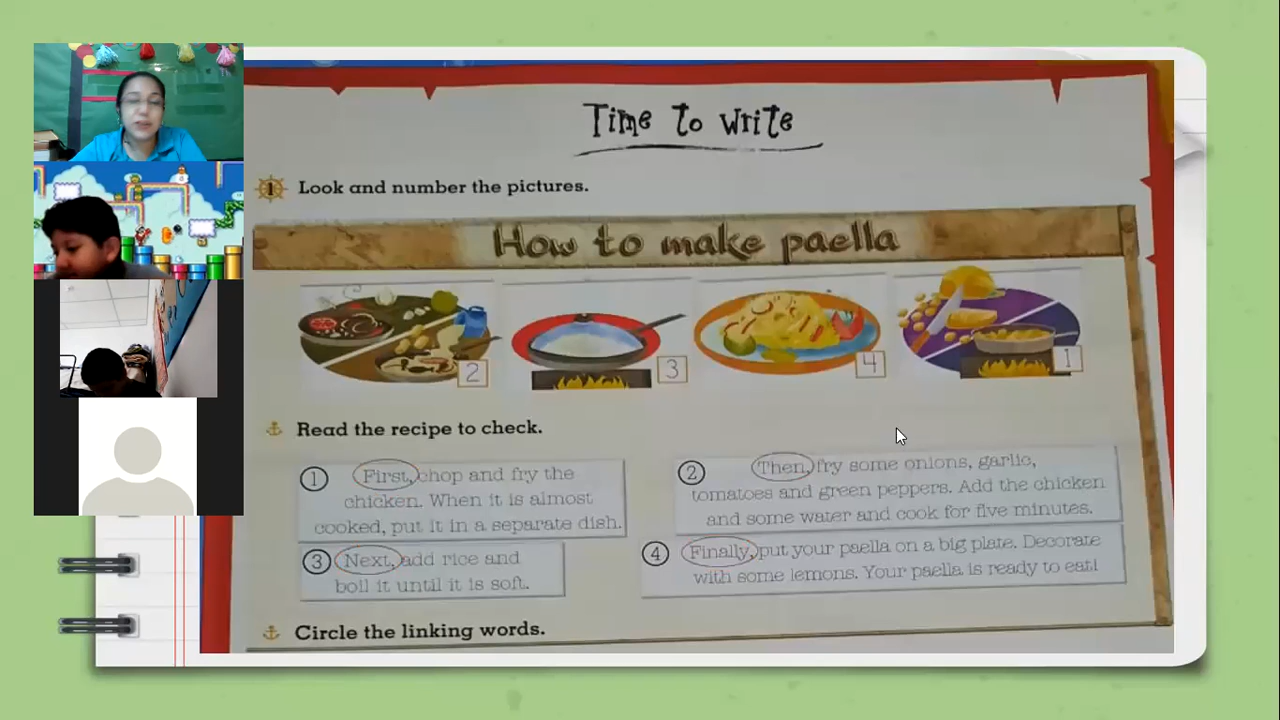 Time to write
1 Look and number the pictures.
How to make paella
2
3
4
1
Read the recipe to check.
1 First, chop and fry the
chicken. When it is almost
cooked, put it in a separate dish.
2 Then, fry some onions, garlic,
tomatoes and green peppers. Add the chicken
and some water and cook for five minutes.
3 Next, add rice and
boil it until it is soft.
4 Finally, put your paella on a big plate. Decorate
with some lemons. Your paella is ready to eat!
Circle the linking words.